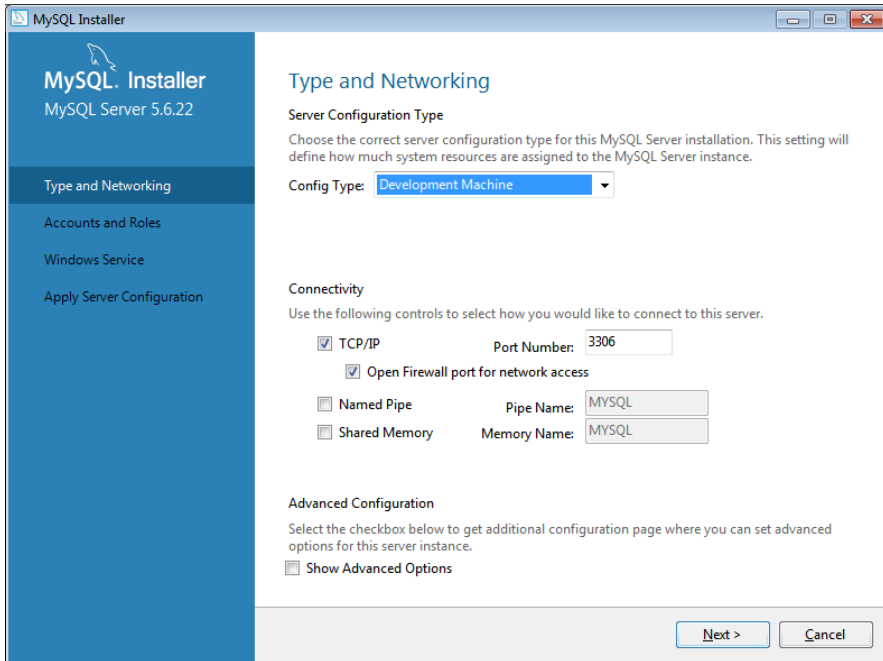 MySQL Installer
MySQL. Installer
MySQL Server 5.6.22
Type and Networking
Accounts and Roles
Windows Service
Apply Server Configuration
Type and Networking
Server Configuration Type
Choose the correct server configuration type for this MySQL Server installation. This setting will
define how much system resources are assigned to the MySQL Server instance.
Config Type: Development Machine
Connectivity
Use the following controls to select how you would like to connect to this server.
TCP/IP Port Number: 3306
Open Firewall port for network access
Named Pipe Pipe Name: MYSQL
Shared Memory Memory Name: MYSQL
Advanced Configuration
Select the checkbox below to get additional configuration page where you can set advanced
options for this server instance.
Show Advanced Options
Next > Cancel